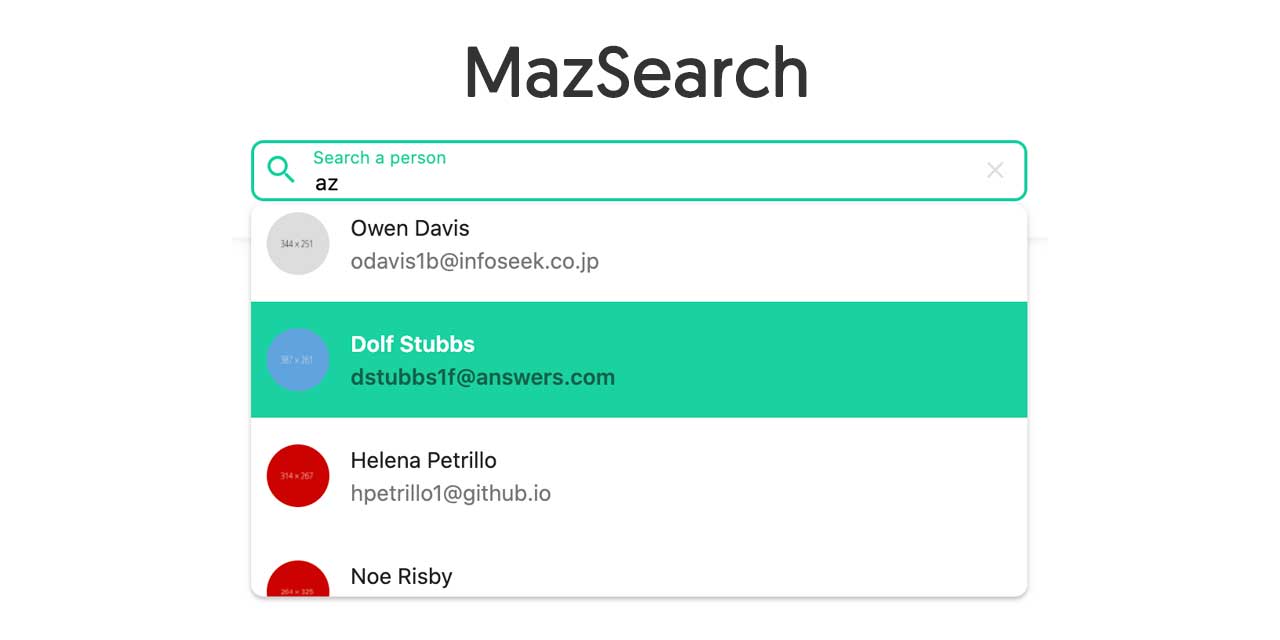 MazSearch
Search a person
az
Owen Davis
344 x 251
odavis1b@infoseek.co.jp
Dolf Stubbs
387 x 261
dstubbs1f@answers.com
Helena Petrillo
314 x 267
hpetrillo1@github.io
Noe Risby
264 x 325